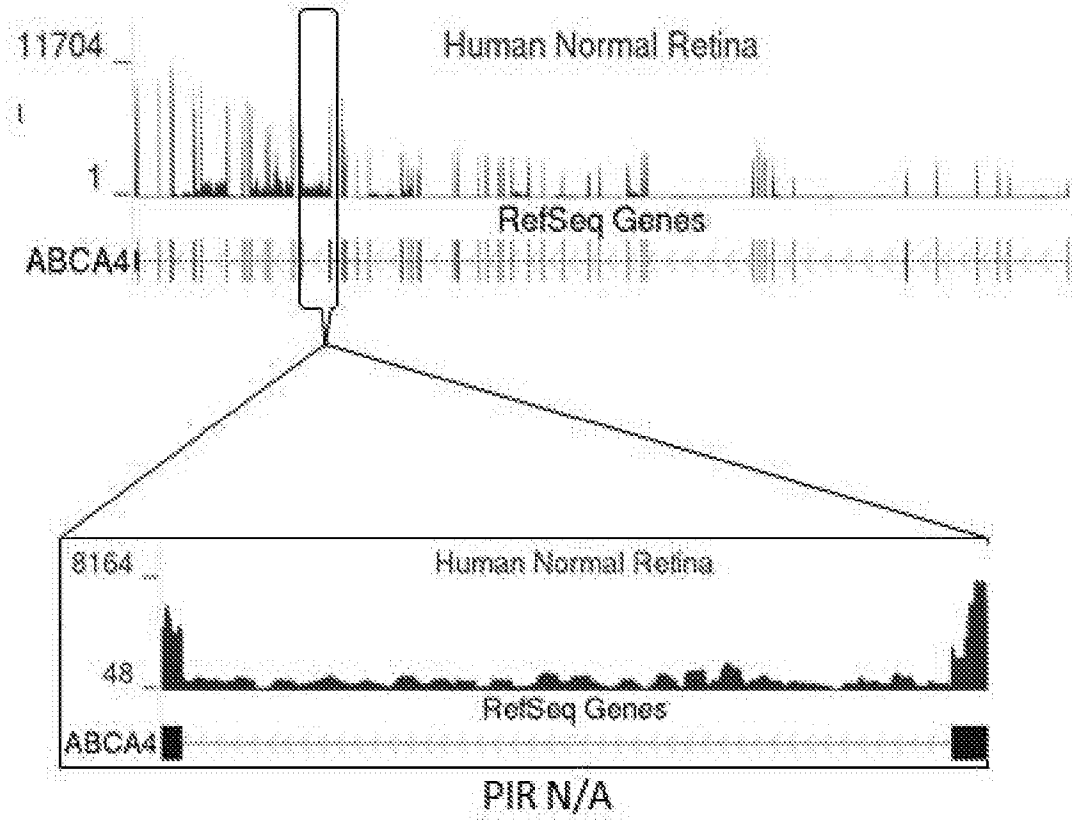 11704
Human Normal Retina
1
RefSeq Genes
ABCA4
8164
Human Normal Retina
48
RefSeq Genes
ABCA4
PIR N/A